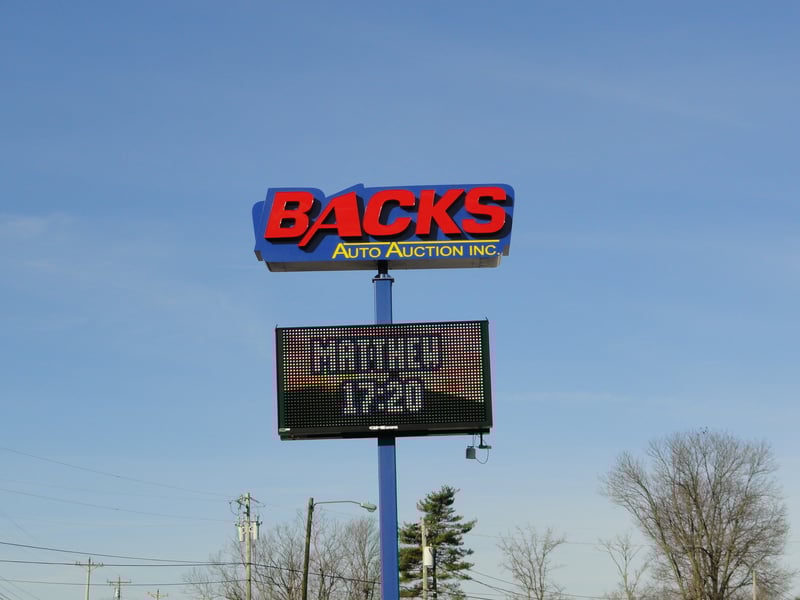 BACKS
AUTO AUCTION INC.
MATTHEW
17:20